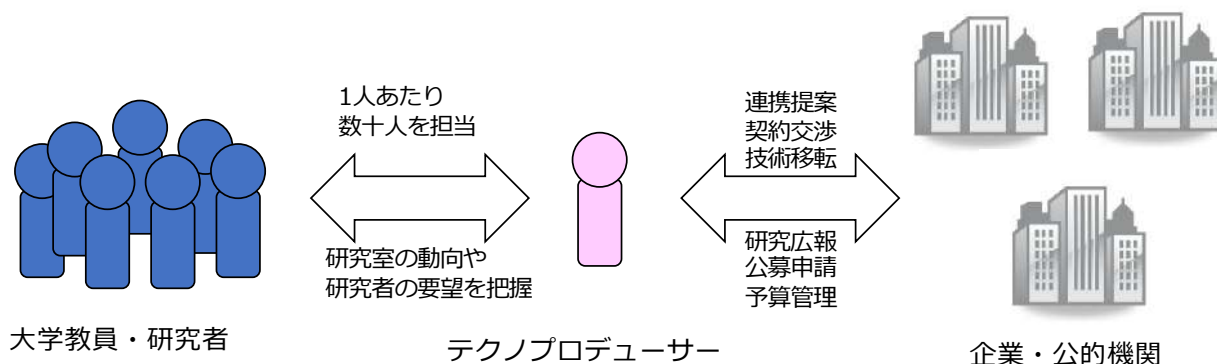 1人あたり
数十人を担当
研究室の動向や
研究者の要望を把握
大学教員・研究者
テクノプロデューサー
連携提案
契約交渉
技術移転
研究広報
公募申請
予算管理
企業・公的機関